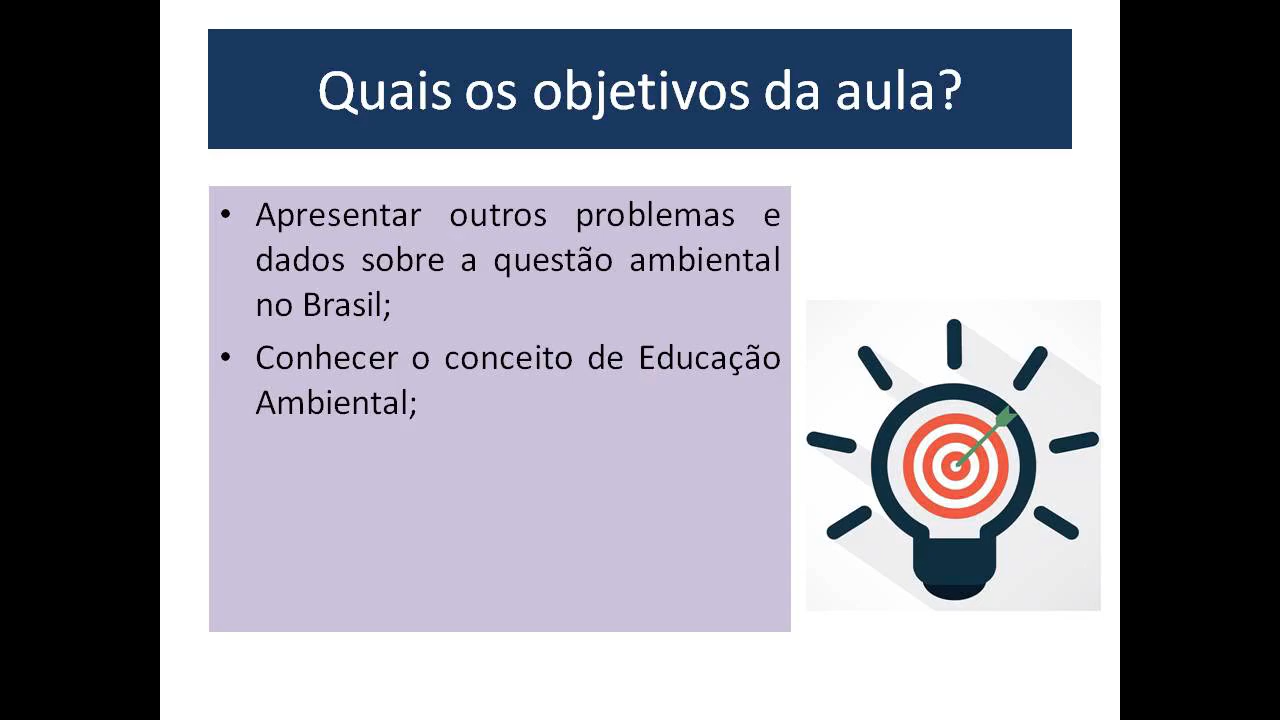 Quais os objetivos da aula?
• Apresentar outros problemas e
dados sobre a questão ambiental
no Brasil;
• Conhecer o conceito de Educação
Ambiental;